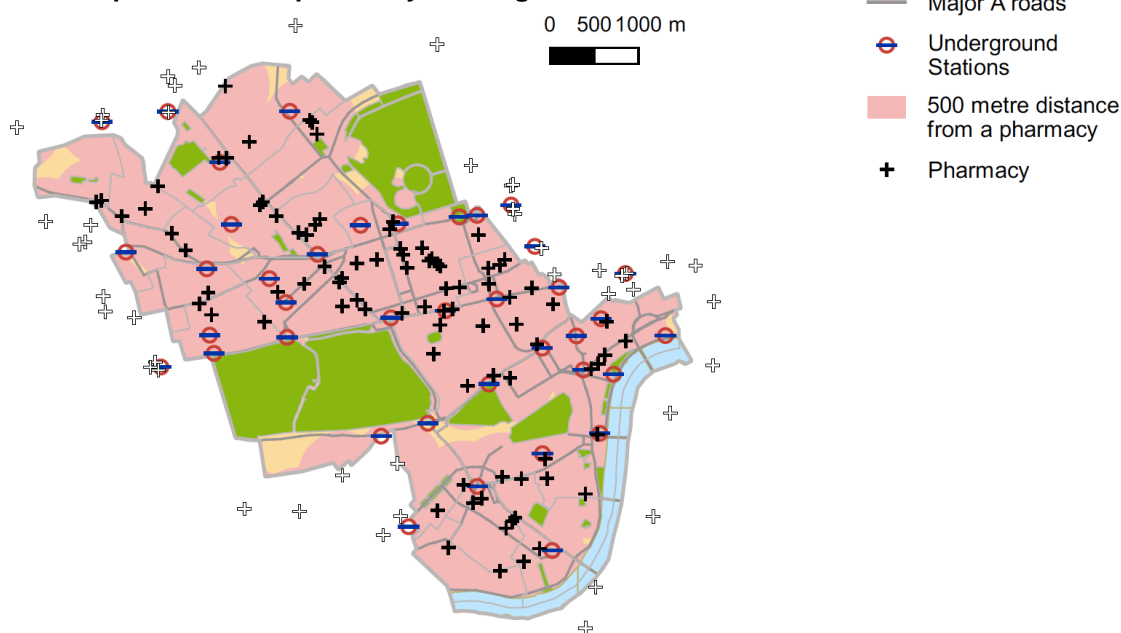 0 500 1000 m
Major A roads
Underground
Stations
500 metre distance
from a pharmacy
Pharmacy